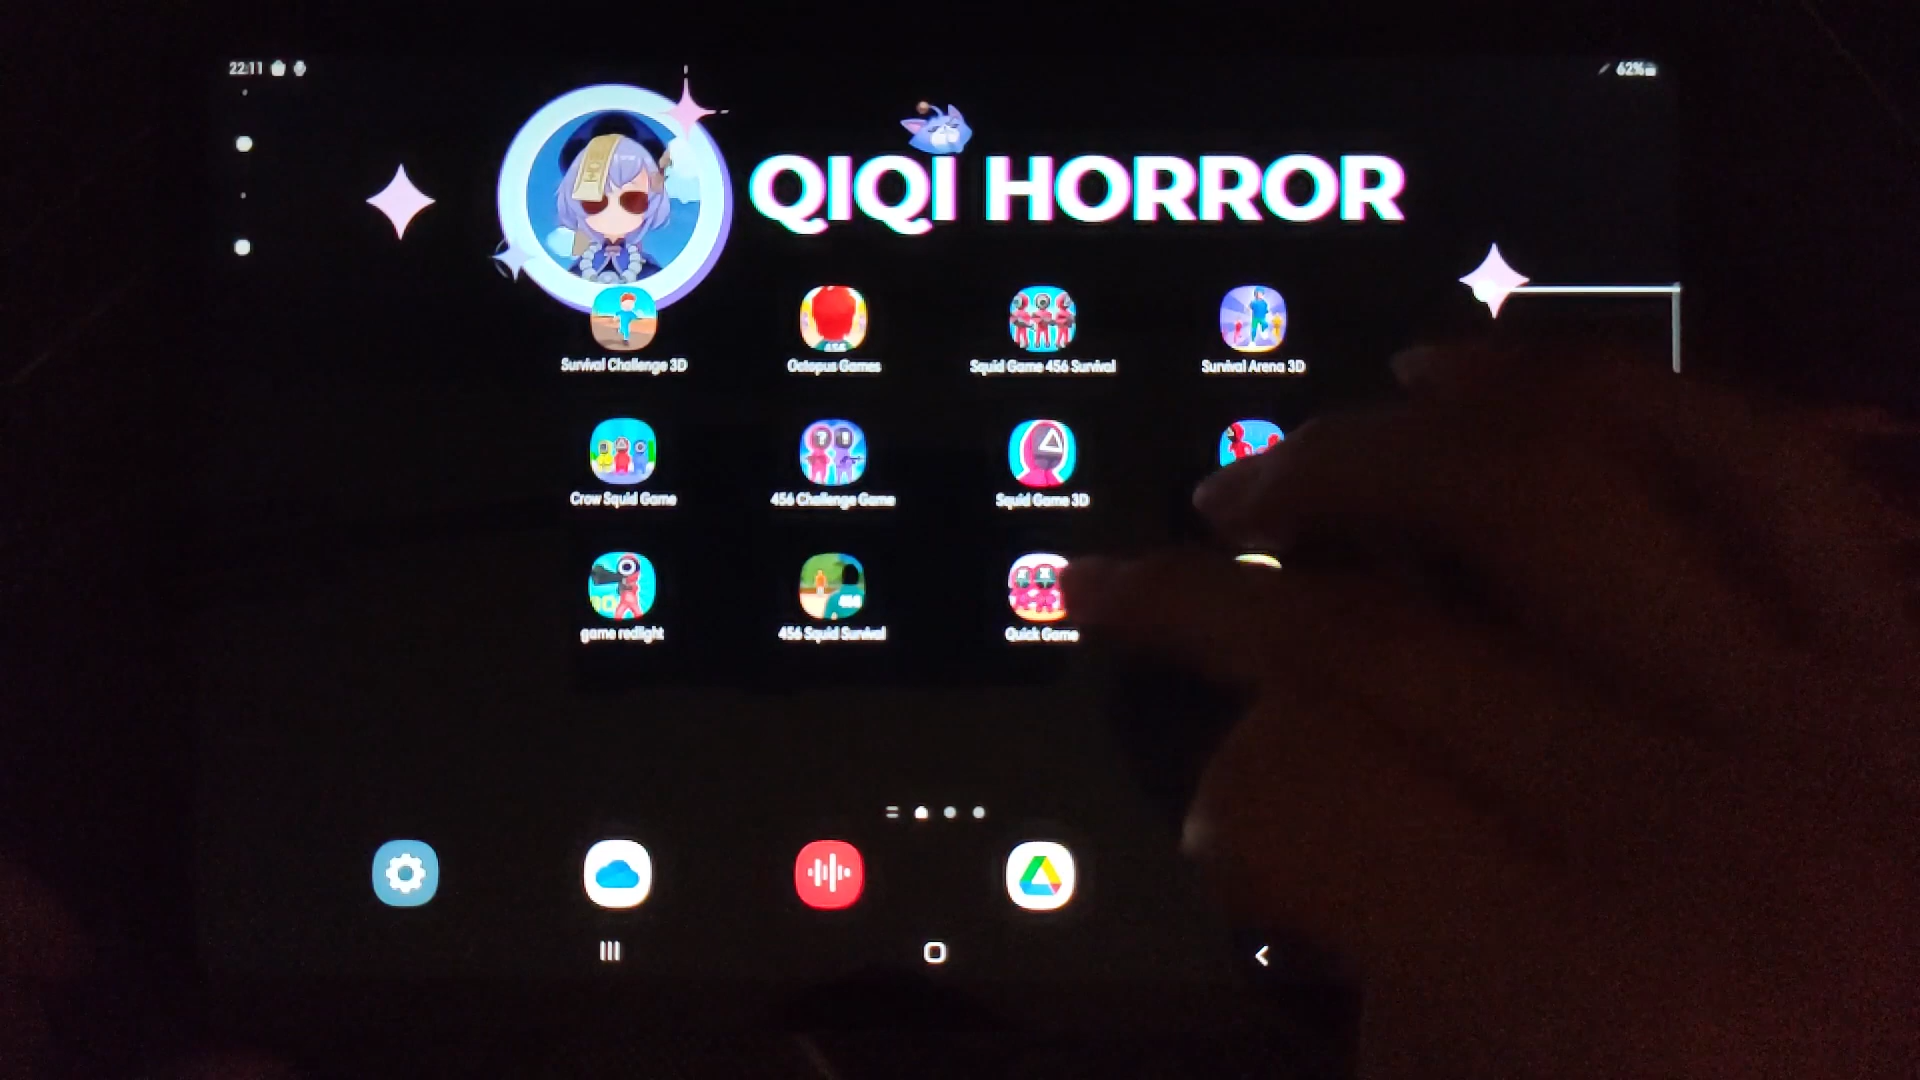 22:11
62%
QIQI HORROR
Survival Challenge 3D
Octopus Games
Squid Game 456 Survival
Survival Arena 3D
Crow Squid Game
456 Challenge Game
Squid Game 3D
game redlight
456 Squid Survival
Quick Game